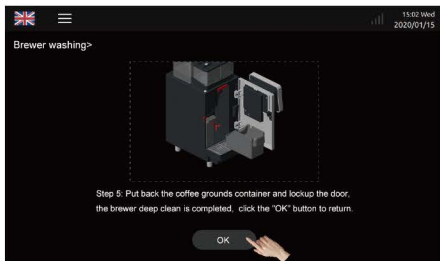 15:02 Wed
2020/01/15
Brewer washing>
Step 5: Put back the coffee grounds container and lockup the door,
the brewer deep clean is completed, click the "OK" button to return.
OK